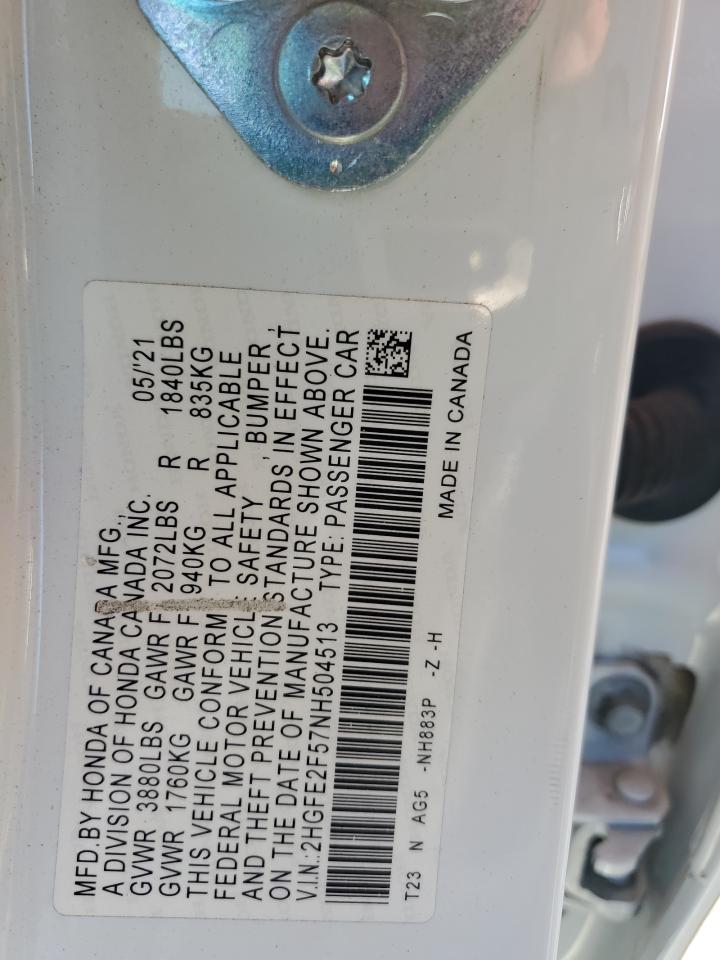 MFD.BY HONDA OF CANADA MFG.,
A DIVISION OF HONDA CANADA INC. 05/'21
GVWR 3880LBS GAWR F 2072LBS R 1840LBS
GVWR 1760KG GAWR F 940KG R 835KG
THIS VEHICLE CONFORMS TO ALL APPLICABLE
FEDERAL MOTOR VEHICLE SAFETY , BUMPER ,
AND THEFT PREVENTION STANDARDS IN EFFECT
ON THE DATE OF MANUFACTURE SHOWN ABOVE.
V.I.N.:2HGFE2F57NH504513 TYPE: PASSENGER CAR
T23 N AG5 -NH883P -Z -H MADE IN CANADA